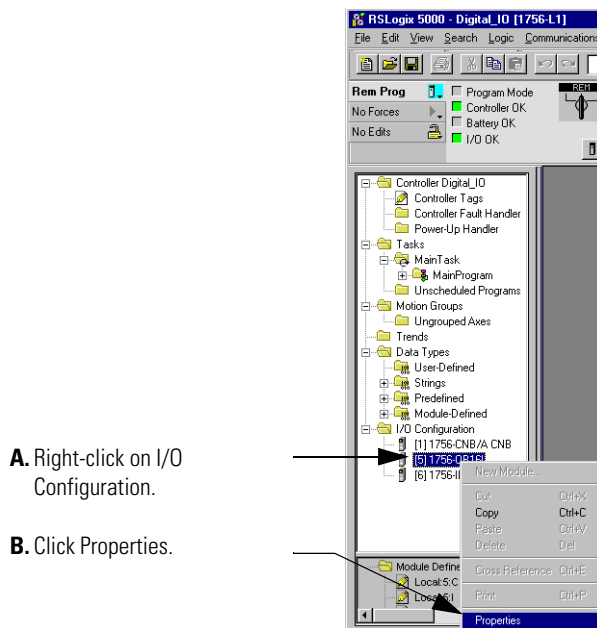 RSLogix 5000 - Digital_IO [1756-L1]
File Edit View Search Logic Communications
Rem Prog
No Forces
No Edits
Program Mode
Controller OK
Battery OK
I/O OK
REM
Controller Digital_IO
Controller Tags
Controller Fault Handler
Power-Up Handler
Tasks
MainTask
MainProgram
Unscheduled Programs
Motion Groups
Ungrouped Axes
Trends
Data Types
User-Defined
Strings
Predefined
Module-Defined
I/O Configuration
[1] 1756-CNB/A CNB
[5] 1756-OB16I
[6] 1756-I
A. Right-click on I/O
Configuration.
B. Click Properties.
New Module...
Cut Ctrl+X
Copy Ctrl+C
Paste Ctrl+V
Delete Del
Cross Reference Ctrl+E
Print Ctrl+P
Properties
Module Define
Local:5:C
Local:5:I